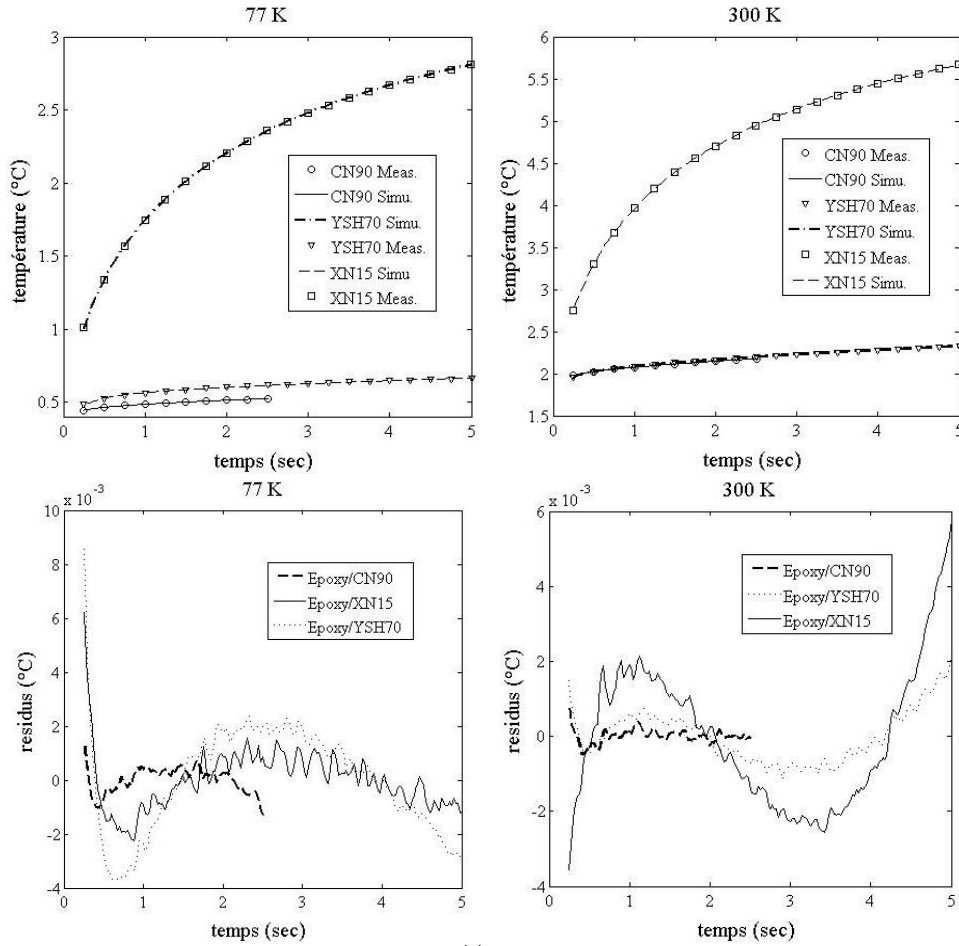 77 K
3
2.5
2
1.5
1
0.5
0 1 2 3 4 5
température (°C)
temps (sec)
CN90 Meas.
CN90 Simu.
YSH70 Simu.
YSH70 Meas.
XN15 Simu
XN15 Meas.
300 K
6
5.5
5
4.5
4
3.5
3
2.5
2
1.5
0 1 2 3 4 5
température (°C)
temps (sec)
CN90 Meas.
CN90 Simu.
YSH70 Meas.
YSH70 Simu.
XN15 Meas.
XN15 Simu.
x 10⁻³
77 K
10
8
6
4
2
0
-2
-4
0 1 2 3 4 5
residus (°C)
temps (sec)
Epoxy/CN90
Epoxy/XN15
Epoxy/YSH70
x 10⁻³
300 K
6
4
2
0
-2
-4
0 1 2 3 4 5
residus (°C)
temps (sec)
Epoxy/CN90
Epoxy/YSH70
Epoxy/XN15